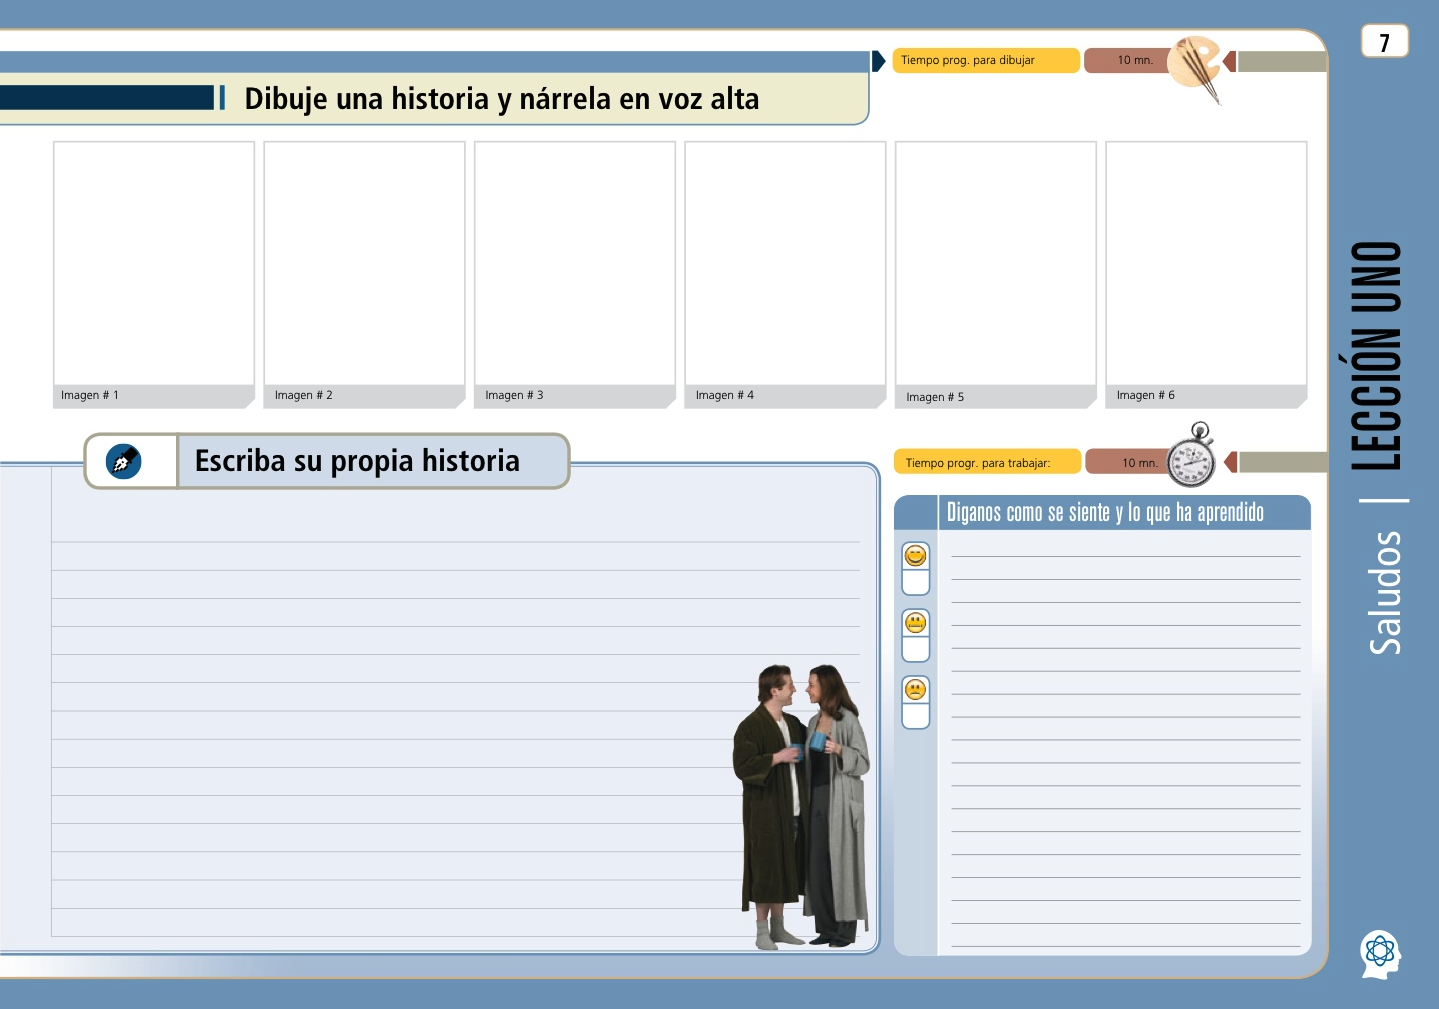 7
Tiempo prog. para dibujar
10 mn.
Dibuje una historia y nárrela en voz alta
Imagen # 1
Imagen # 2
Imagen # 3
Imagen # 4
Imagen # 5
Imagen # 6
Escriba su propia historia
Tiempo progr. para trabajar:
10 mn.
Diganos como se siente y lo que ha aprendido
Saludos | LECCIÓN UNO